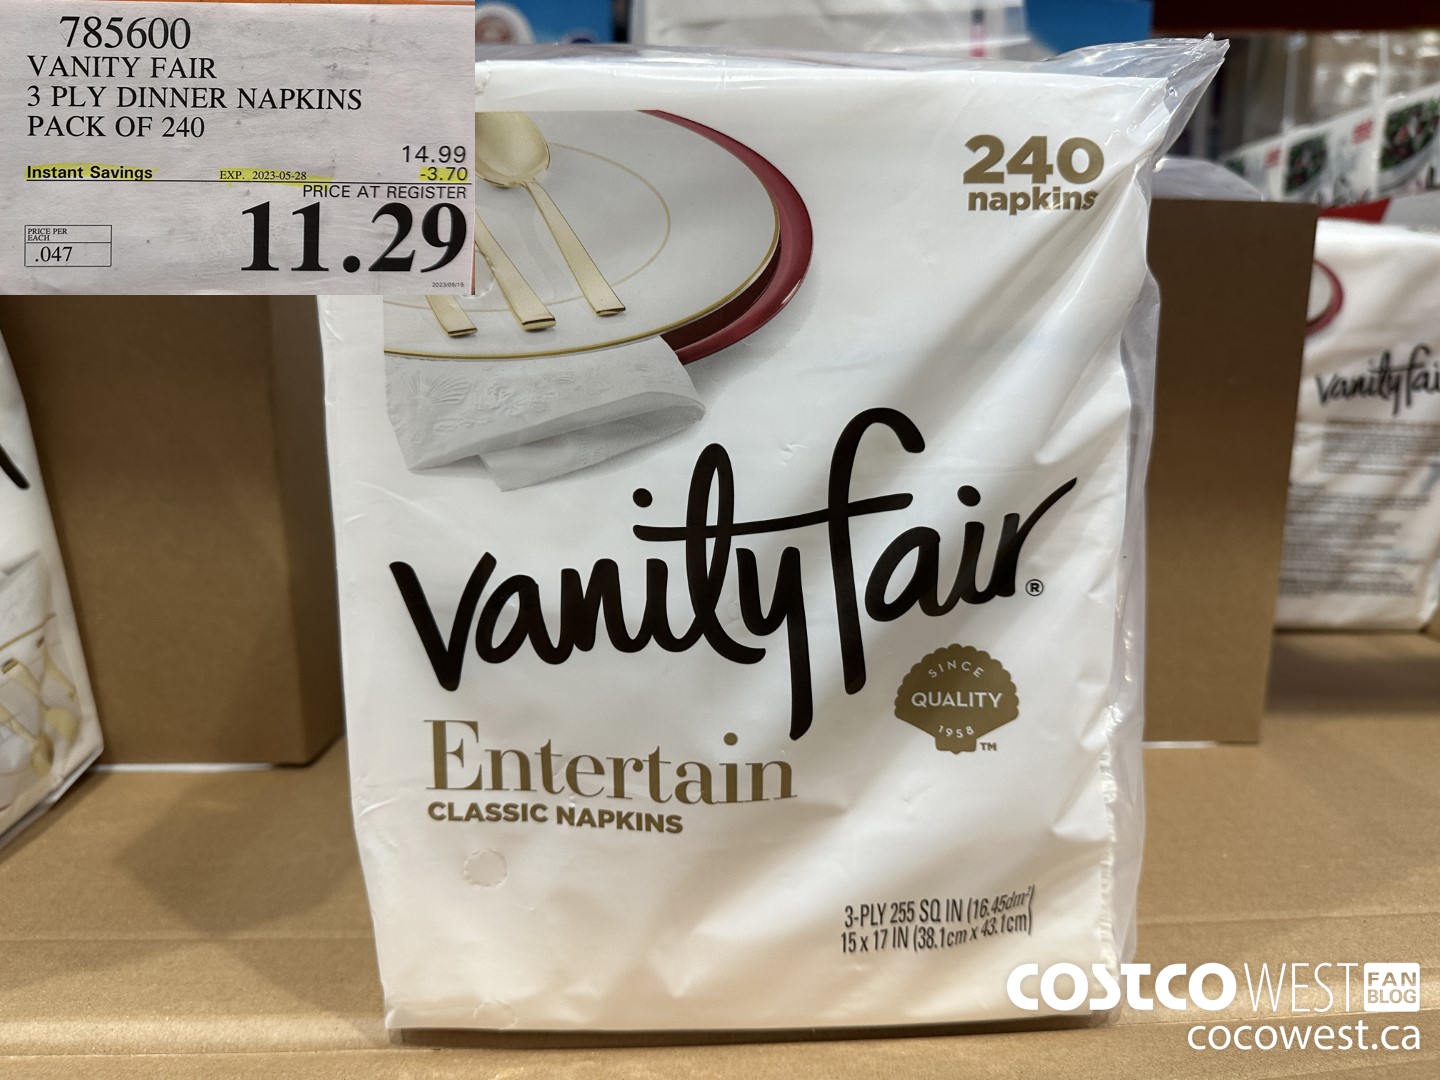 785600
VANITY FAIR
3 PLY DINNER NAPKINS
PACK OF 240
14.99
Instant Savings EXP. 2023-05-28 -3.70
PRICE AT REGISTER
11.29
PRICE PER
EACH
.047
240
napkins
vanity fair®
SINCE
QUALITY
1958
TM
Entertain
CLASSIC NAPKINS
3-PLY 255 SQ IN (16.45dm²)
15 x 17 IN (38.1cm x 43.1cm)
COSTCO WEST FAN BLOG
cocowest.ca